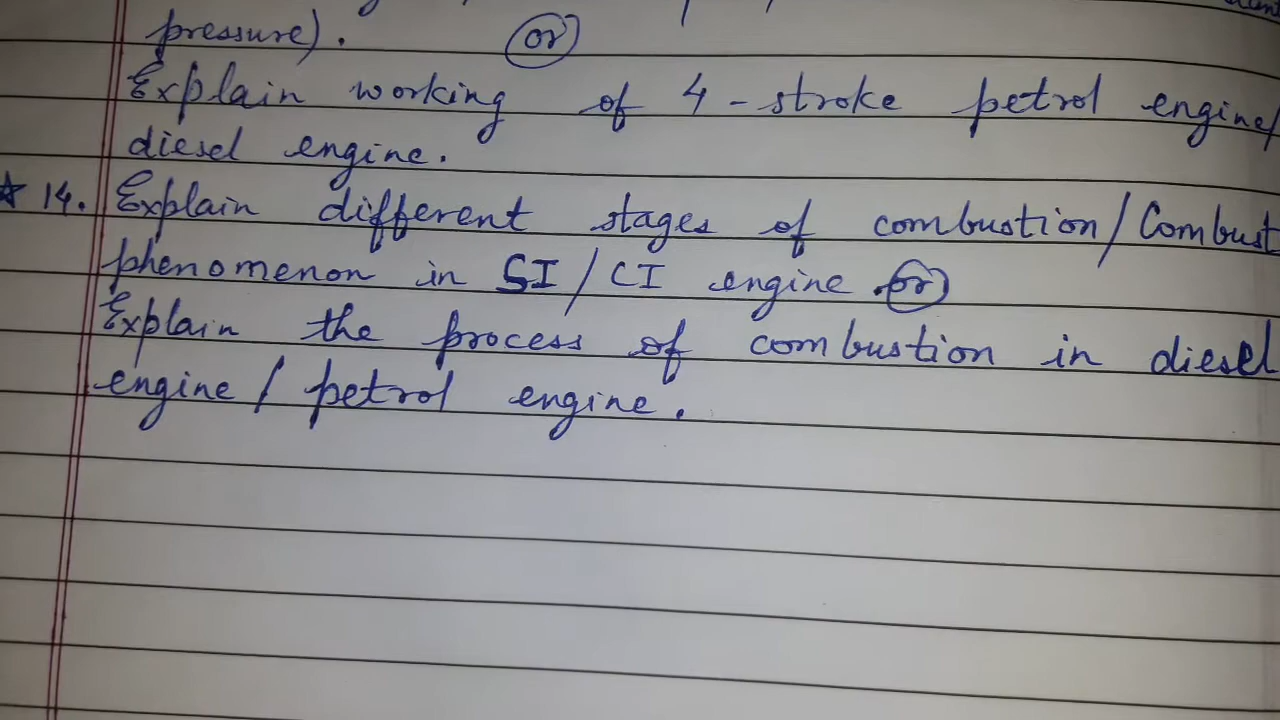 pressure). (or)
Explain working of 4-stroke petrol engine/
diesel engine.
☆ 14. Explain different stages of combustion/Combust
phenomenon in SI/CI engine. (or)
Explain the process of combustion in diesel
engine/petrol engine.